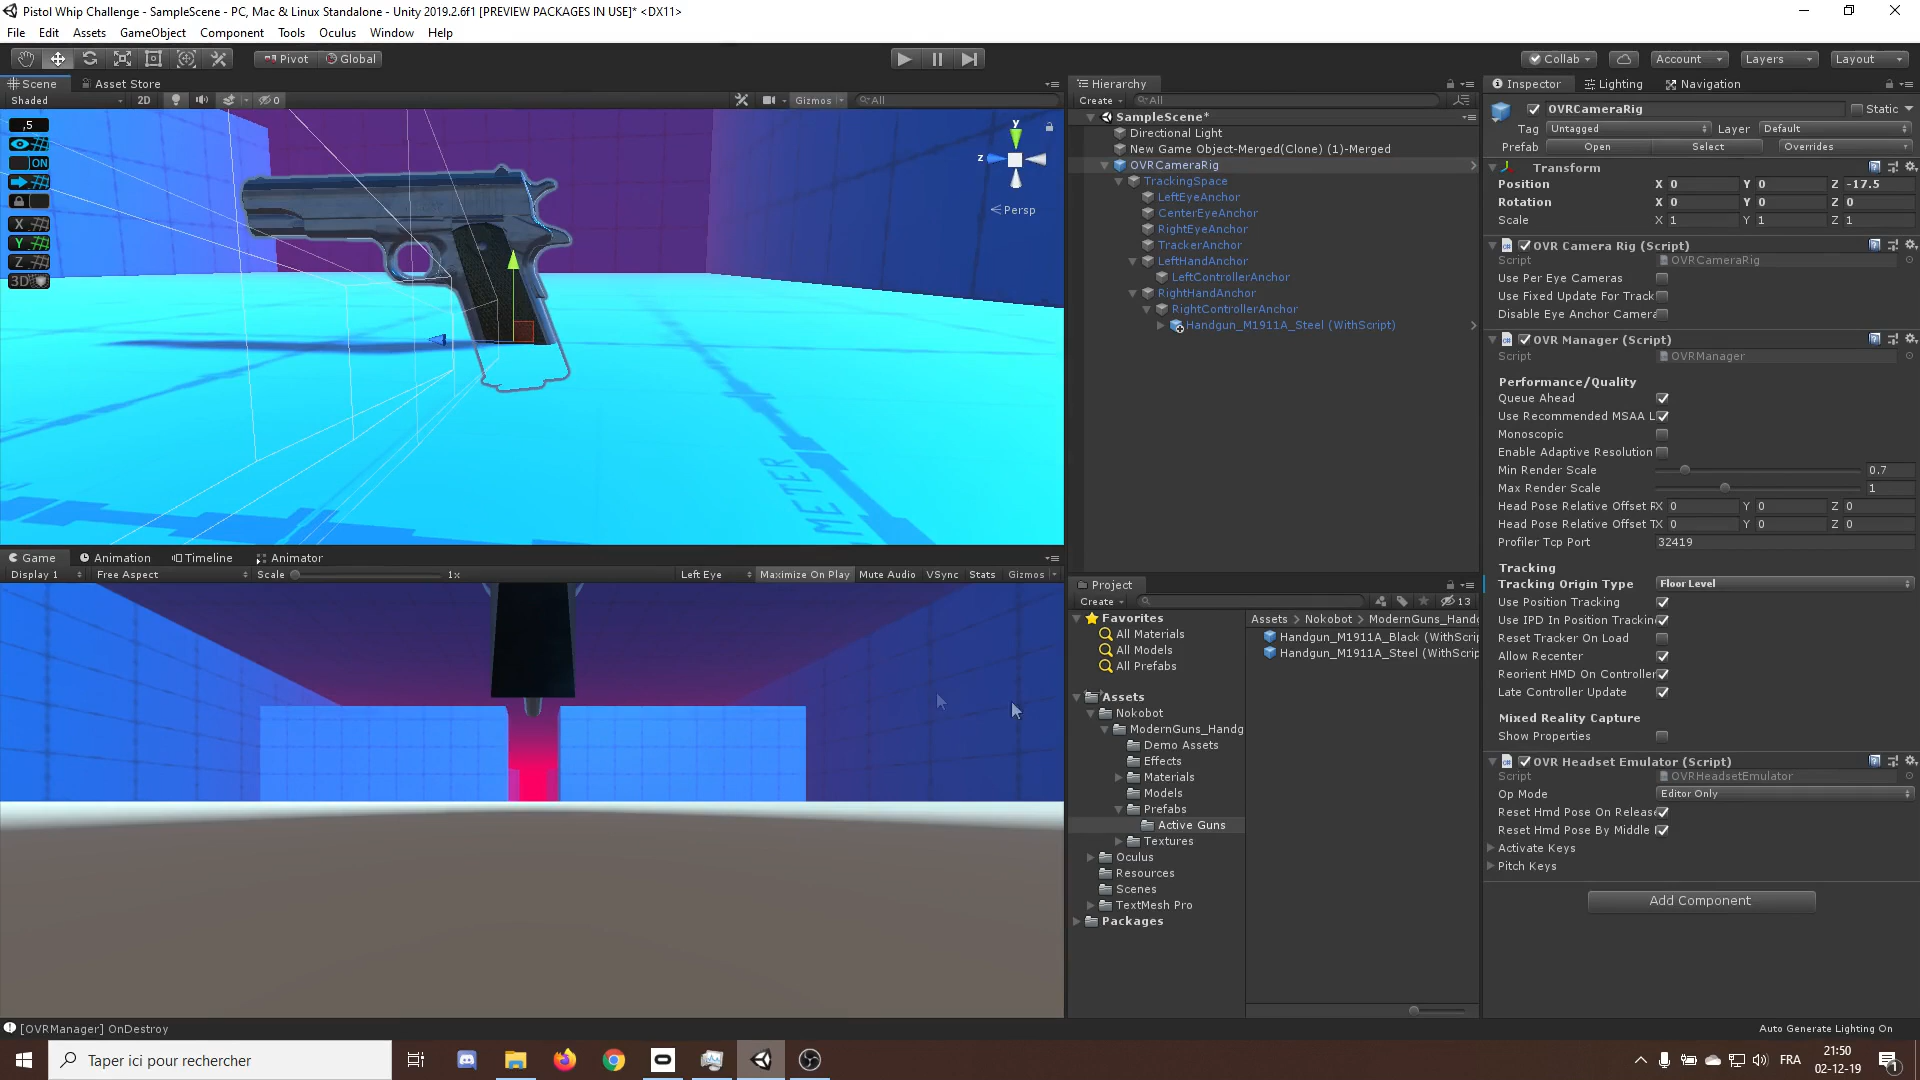 Pistol Whip Challenge - SampleScene - PC, Mac & Linux Standalone - Unity 2019.2.6f1 [PREVIEW PACKAGES IN USE]* <DX11>
File Edit Assets GameObject Component Tools Oculus Window Help
Pivot Global Collab Account Layers Layout
Scene Asset Store
Shaded 2D 0 Gizmos All
,5
ON
X
Y
Z
3D
y
z
Persp
METER
Game Animation Timeline Animator
Display 1 Free Aspect Scale 1x Left Eye Maximize On Play Mute Audio VSync Stats Gizmos
Hierarchy
Create All
SampleScene*
Directional Light
New Game Object-Merged(Clone) (1)-Merged
OVRCameraRig
TrackingSpace
LeftEyeAnchor
CenterEyeAnchor
RightEyeAnchor
TrackerAnchor
LeftHandAnchor
LeftControllerAnchor
RightHandAnchor
RightControllerAnchor
Handgun_M1911A_Steel (WithScript)
Project
Create 13
Favorites
All Materials
All Models
All Prefabs
Assets
Nokobot
ModernGuns_Handg
Demo Assets
Effects
Materials
Models
Prefabs
Active Guns
Textures
Oculus
Resources
Scenes
TextMesh Pro
Packages
Assets > Nokobot > ModernGuns_Handg
Handgun_M1911A_Black (WithScrip
Handgun_M1911A_Steel (WithScrip
Inspector Lighting Navigation
OVRCameraRig Static
Tag Untagged Layer Default
Prefab Open Select Overrides
Transform
Position X 0 Y 0 Z -17.5
Rotation X 0 Y 0 Z 0
Scale X 1 Y 1 Z 1
OVR Camera Rig (Script)
Script OVRCameraRig
Use Per Eye Cameras
Use Fixed Update For Track
Disable Eye Anchor Camera
OVR Manager (Script)
Script OVRManager
Performance/Quality
Queue Ahead
Use Recommended MSAA L
Monoscopic
Enable Adaptive Resolution
Min Render Scale 0.7
Max Render Scale 1
Head Pose Relative Offset R X 0 Y 0 Z 0
Head Pose Relative Offset T X 0 Y 0 Z 0
Profiler Tcp Port 32419
Tracking
Tracking Origin Type Floor Level
Use Position Tracking
Use IPD In Position Trackin
Reset Tracker On Load
Allow Recenter
Reorient HMD On Controller
Late Controller Update
Mixed Reality Capture
Show Properties
OVR Headset Emulator (Script)
Script OVRHeadsetEmulator
Op Mode Editor Only
Reset Hmd Pose On Release
Reset Hmd Pose By Middle
Activate Keys
Pitch Keys
Add Component
[OVRManager] OnDestroy
Auto Generate Lighting On
Taper ici pour rechercher
FRA
21:50
02-12-19
1